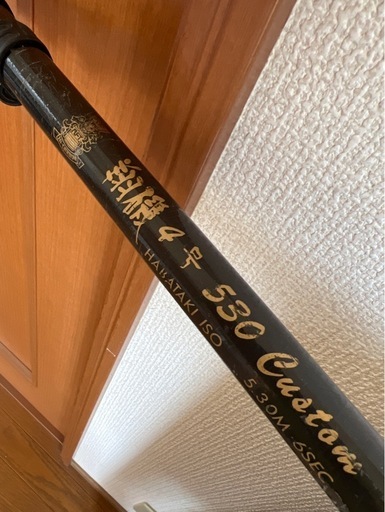 4号 530 Custom
HABATAKI ISO 5.30M 6SEC